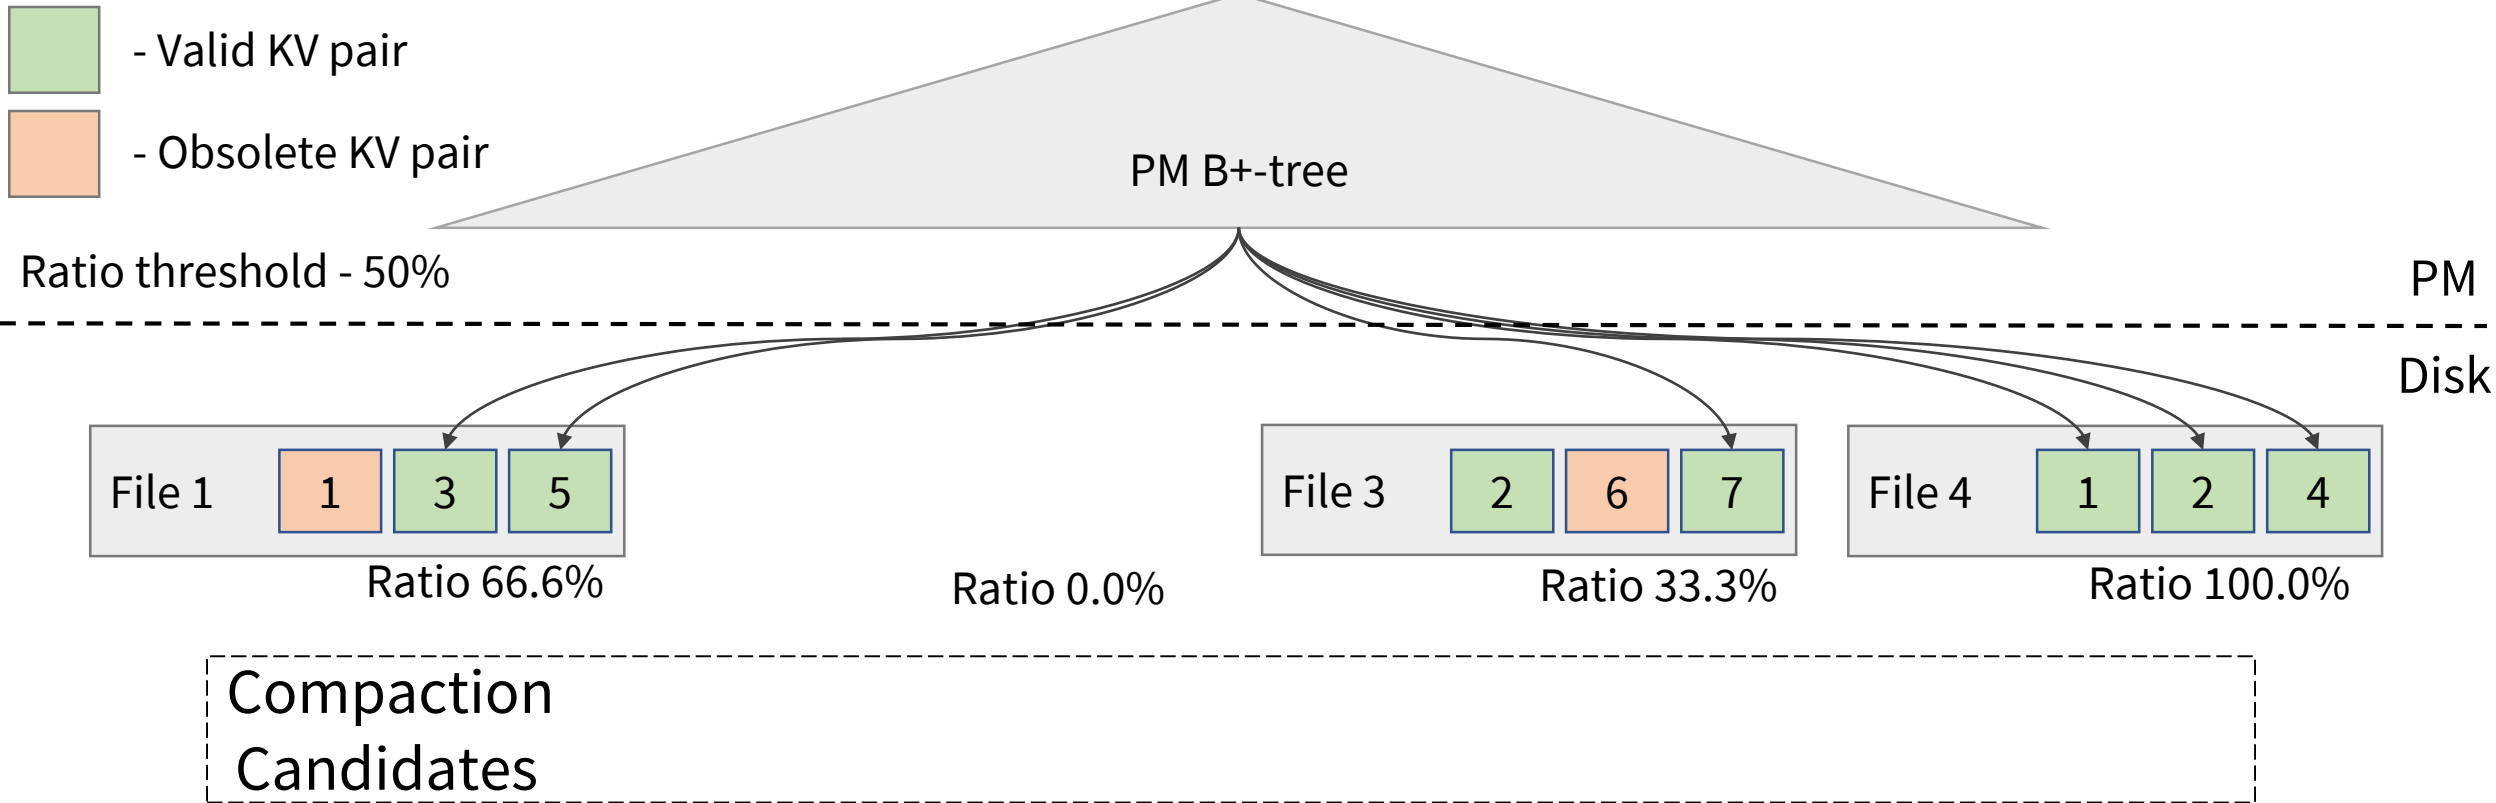 - Valid KV pair
- Obsolete KV pair
PM B+-tree
Ratio threshold - 50%
PM
Disk
File 1 1 3 5
File 3 2 6 7
File 4 1 2 4
Ratio 66.6%
Ratio 0.0%
Ratio 33.3%
Ratio 100.0%
Compaction
Candidates